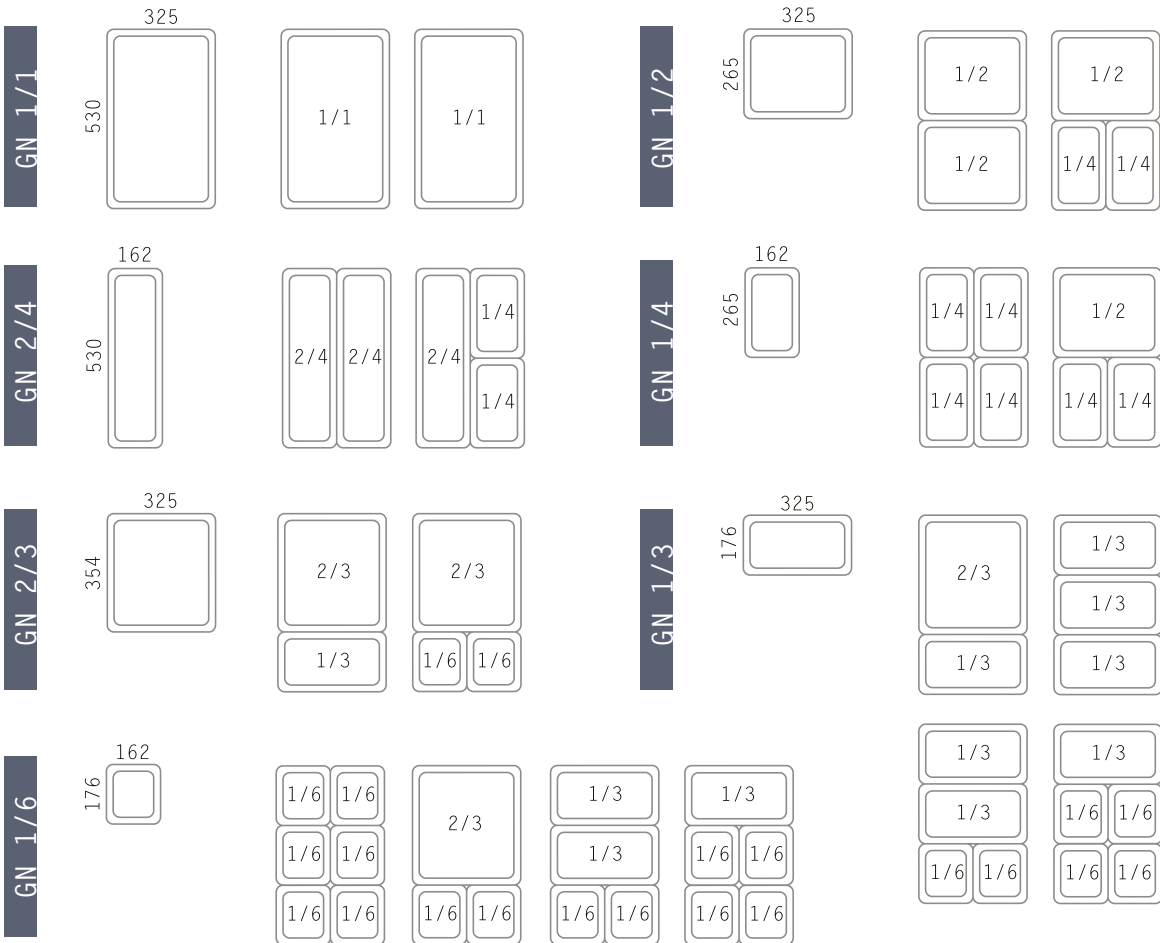 GN 1/1
325
530
1/1 1/1
GN 1/2
325
265
1/2 1/2
1/2 1/4 1/4
GN 2/4
162
530
2/4 2/4 2/4 1/4
1/4
GN 1/4
162
265
1/4 1/4 1/2
1/4 1/4 1/4 1/4
GN 2/3
325
354
2/3 2/3
1/3 1/6 1/6
GN 1/3
325
176
2/3 1/3
1/3
1/3 1/3
1/3 1/3
1/3 1/6 1/6
1/6 1/6 1/6 1/6
GN 1/6
162
176
1/6 1/6 2/3 1/3 1/3
1/6 1/6 1/3 1/6 1/6
1/6 1/6 1/6 1/6 1/6 1/6 1/6 1/6